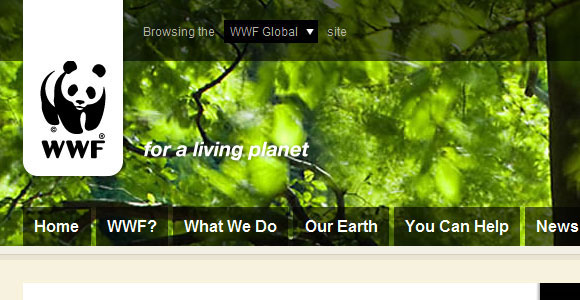 Browsing the WWF Global site
©
WWF®
for a living planet
Home WWF? What We Do Our Earth You Can Help News